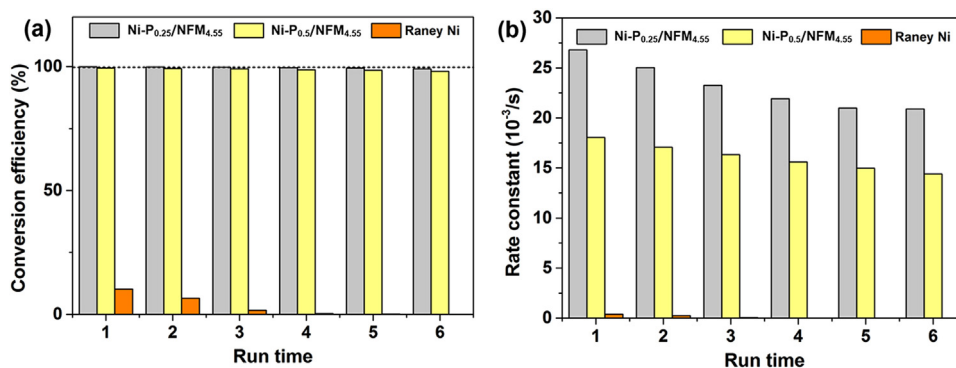 (a)
Ni-P0.25/NFM4.55 Ni-P0.5/NFM4.55 Raney Ni
Conversion efficiency (%)
100
50
0
1 2 3 4 5 6
Run time
(b)
Ni-P0.25/NFM4.55 Ni-P0.5/NFM4.55 Raney Ni
Rate constant (10⁻³/s)
30
25
20
15
10
5
0
1 2 3 4 5 6
Run time